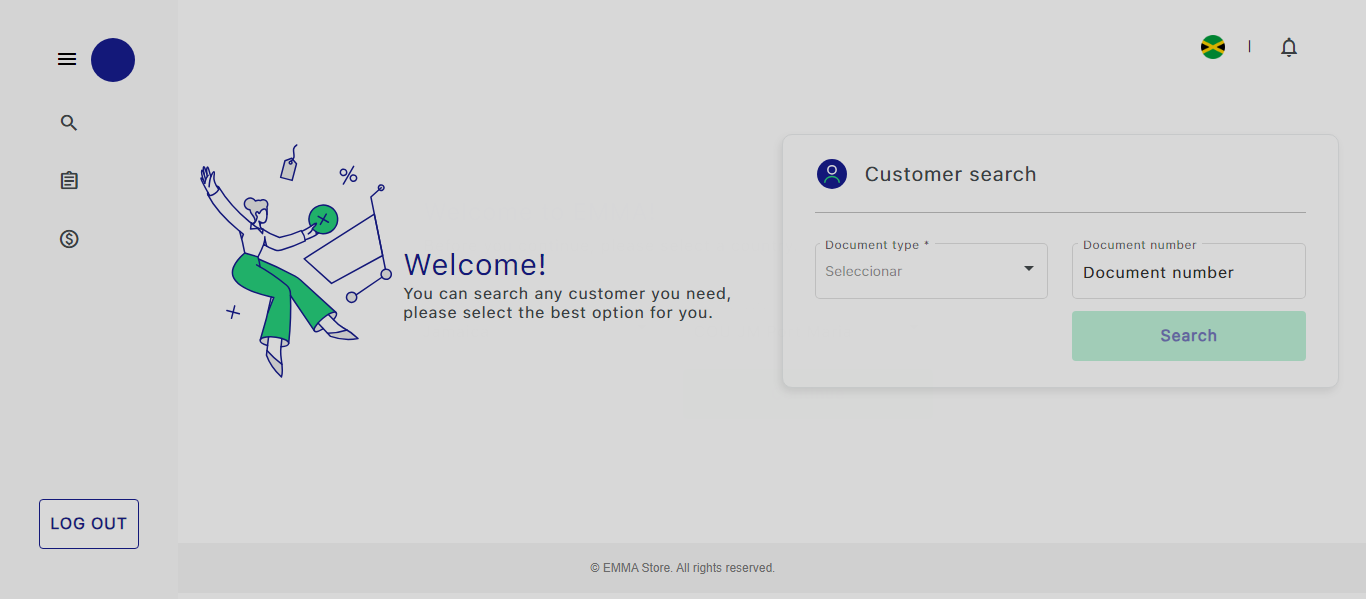 Customer search
Document type *
Seleccionar
Document number
Document number
Search
Welcome!
You can search any customer you need,
please select the best option for you.
LOG OUT
© EMMA Store. All rights reserved.